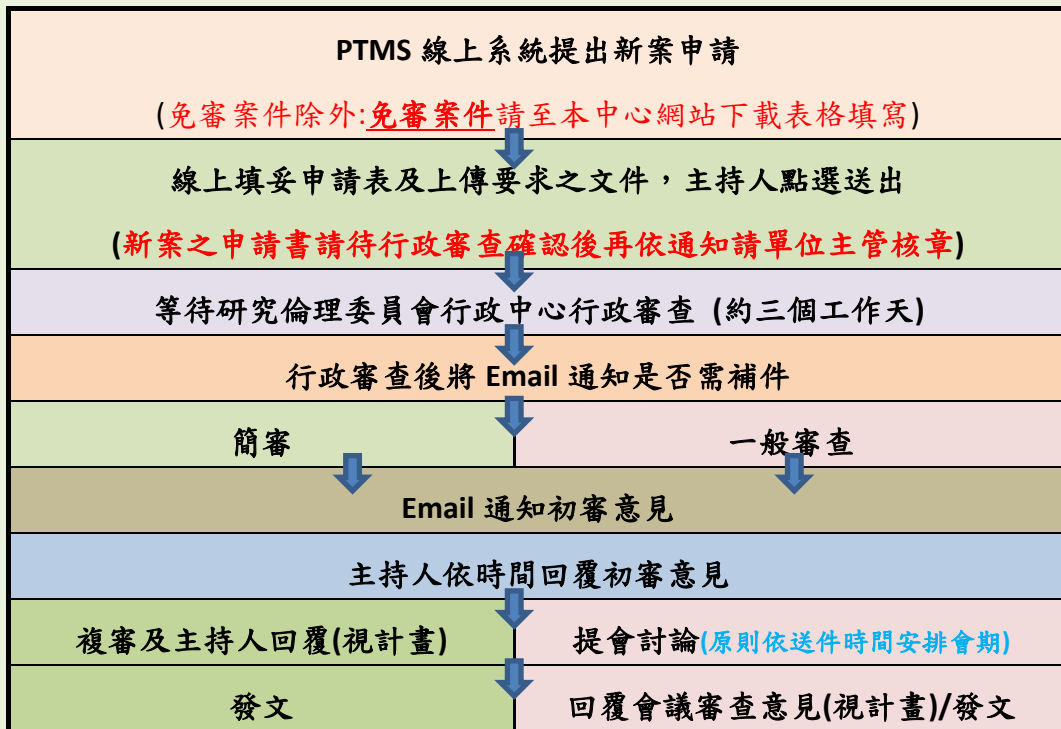 PTMS 線上系統提出新案申請
(免審案件除外:免審案件請至本中心網站下載表格填寫)
線上填妥申請表及上傳要求之文件，主持人點選送出
(新案之申請書請待行政審查確認後再依通知請單位主管核章)
等待研究倫理委員會行政中心行政審查 (約三個工作天)
行政審查後將 Email 通知是否需補件
簡審
一般審查
Email 通知初審意見
主持人依時間回覆初審意見
複審及主持人回覆(視計畫)
提會討論(原則依送件時間安排會期)
發文
回覆會議審查意見(視計畫)/發文